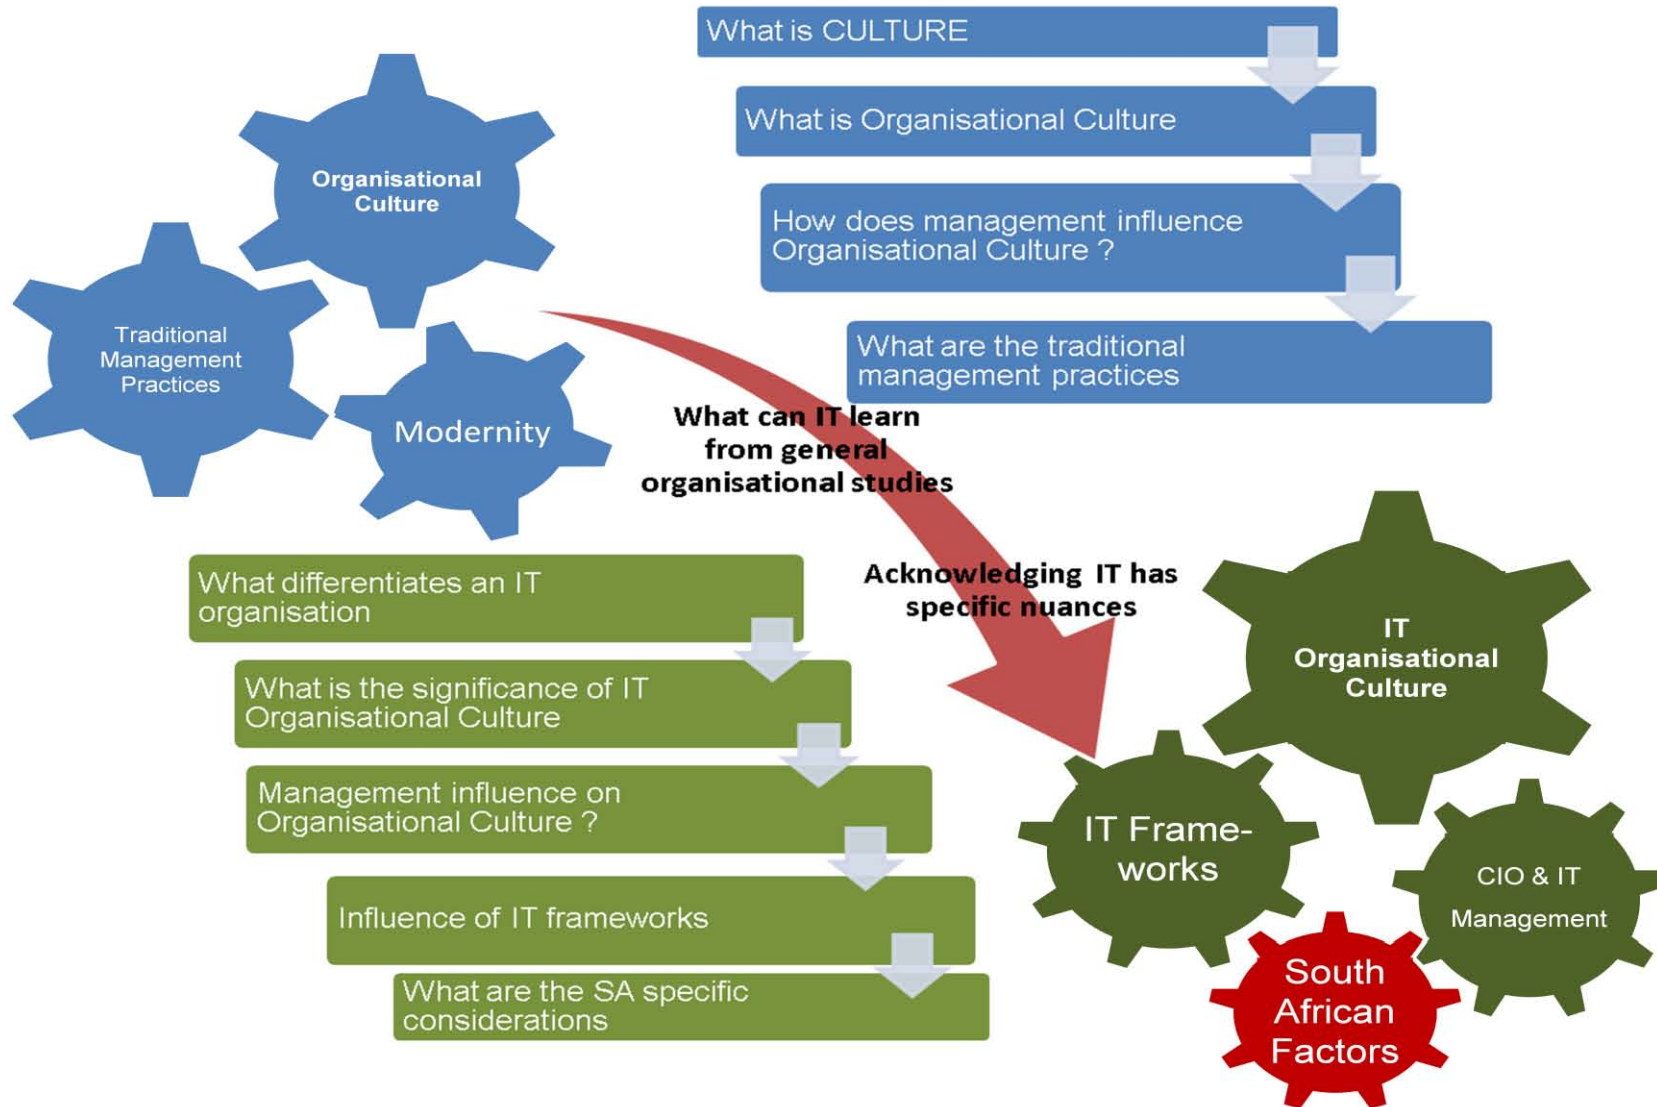 What is CULTURE
What is Organisational Culture
How does management influence
Organisational Culture ?
What are the traditional
management practices
Organisational
Culture
Traditional
Management
Practices
Modernity
What can IT learn
from general
organisational studies
Acknowledging IT has
specific nuances
What differentiates an IT
organisation
What is the significance of IT
Organisational Culture
Management influence on
Organisational Culture ?
Influence of IT frameworks
What are the SA specific
considerations
IT
Organisational
Culture
IT Frame-
works
CIO & IT
Management
South
African
Factors